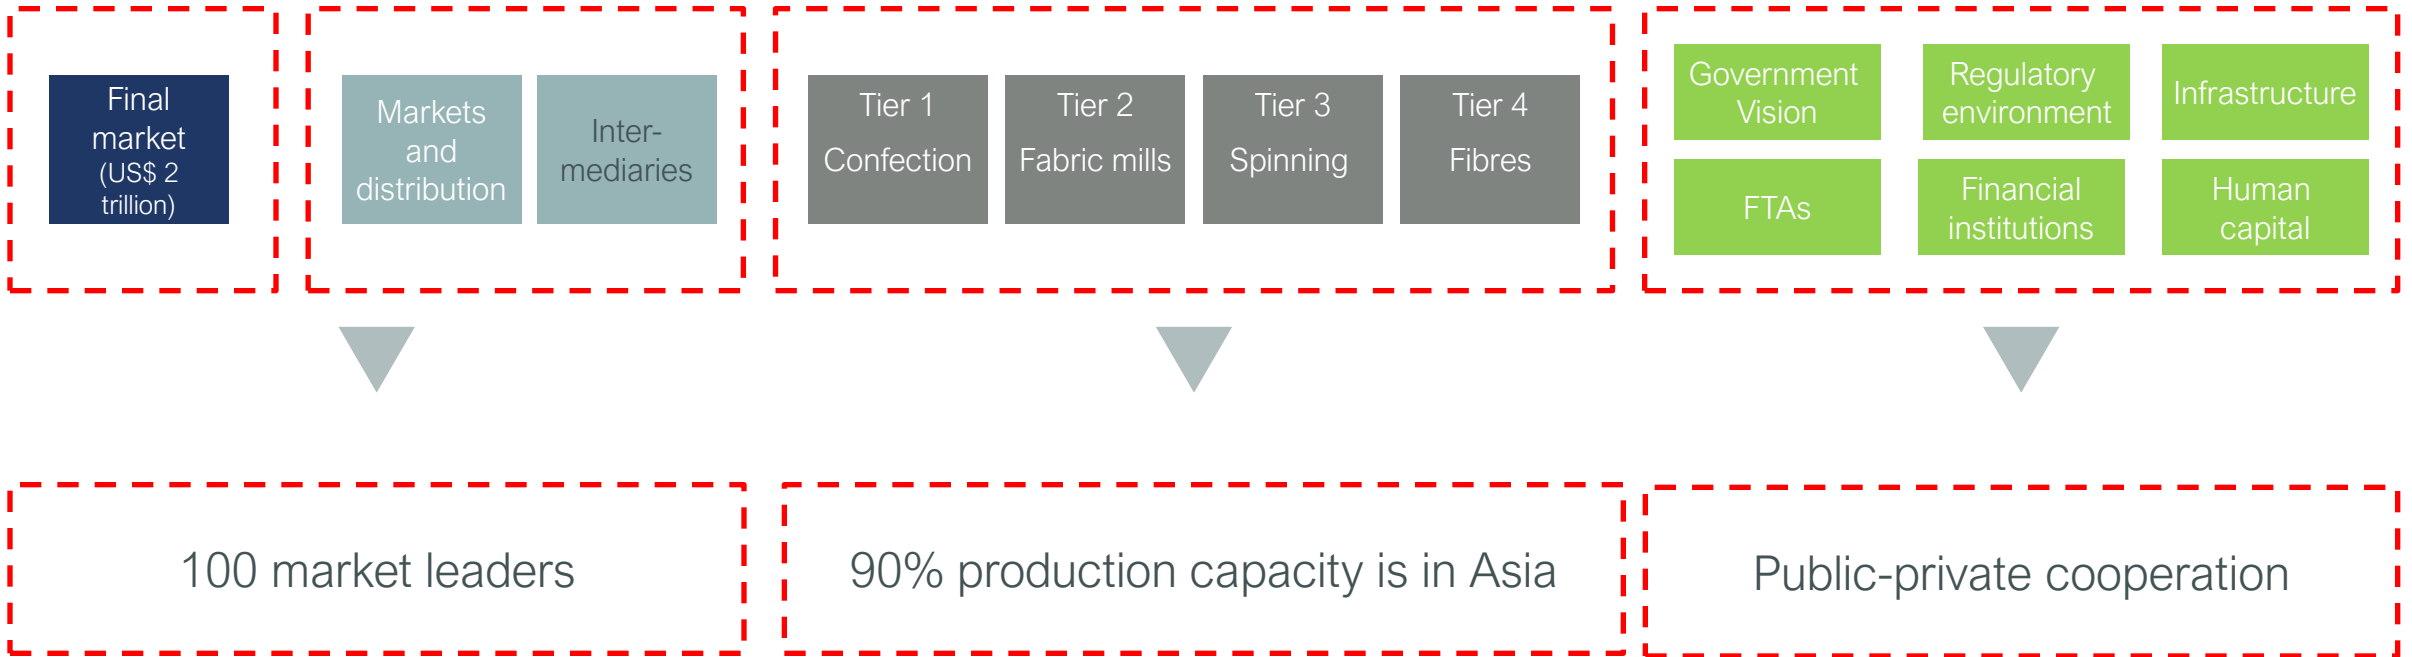 Final
market
(US$ 2
trillion)
Markets
and
distribution
Inter-
mediaries
Tier 1
Confection
Tier 2
Fabric mills
Tier 3
Spinning
Tier 4
Fibres
Government
Vision
Regulatory
environment
Infrastructure
FTAs
Financial
institutions
Human
capital
100 market leaders
90% production capacity is in Asia
Public-private cooperation